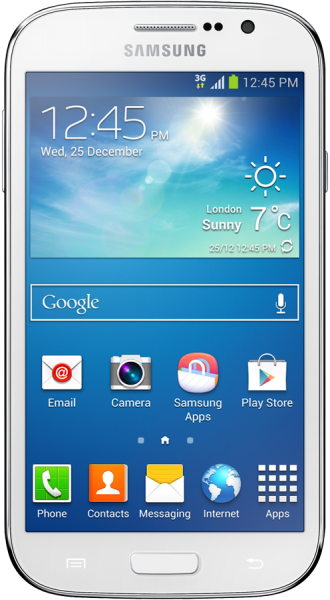 SAMSUNG
3G 12:45 PM
12:45 PM
Wed, 25 December
London
Sunny 7°C
25/12 12:45 PM
Google
Email Camera Samsung Apps Play Store
Phone Contacts Messaging Internet Apps